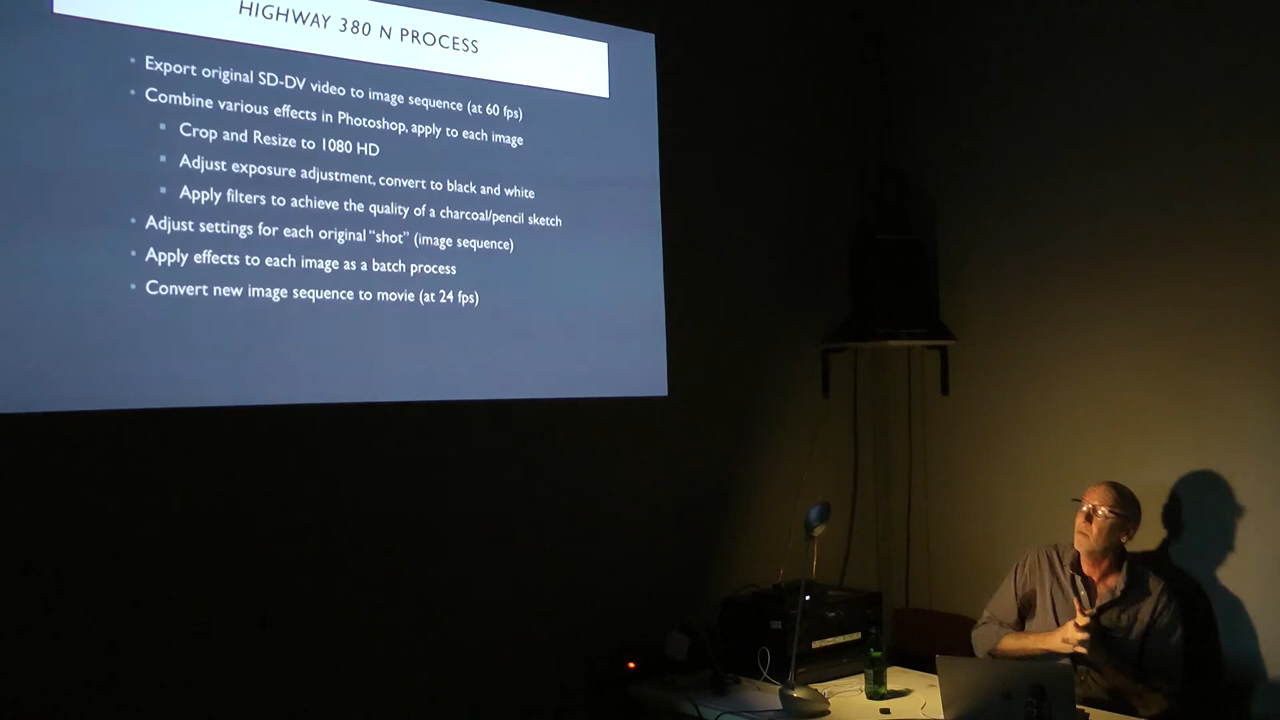 HIGHWAY 380 N PROCESS
Export original SD-DV video to image sequence (at 60 fps)
Combine various effects in Photoshop, apply to each image
Crop and Resize to 1080 HD
Adjust exposure adjustment, convert to black and white
Apply filters to achieve the quality of a charcoal/pencil sketch
Adjust settings for each original "shot" (image sequence)
Apply effects to each image as a batch process
Convert new image sequence to movie (at 24 fps)